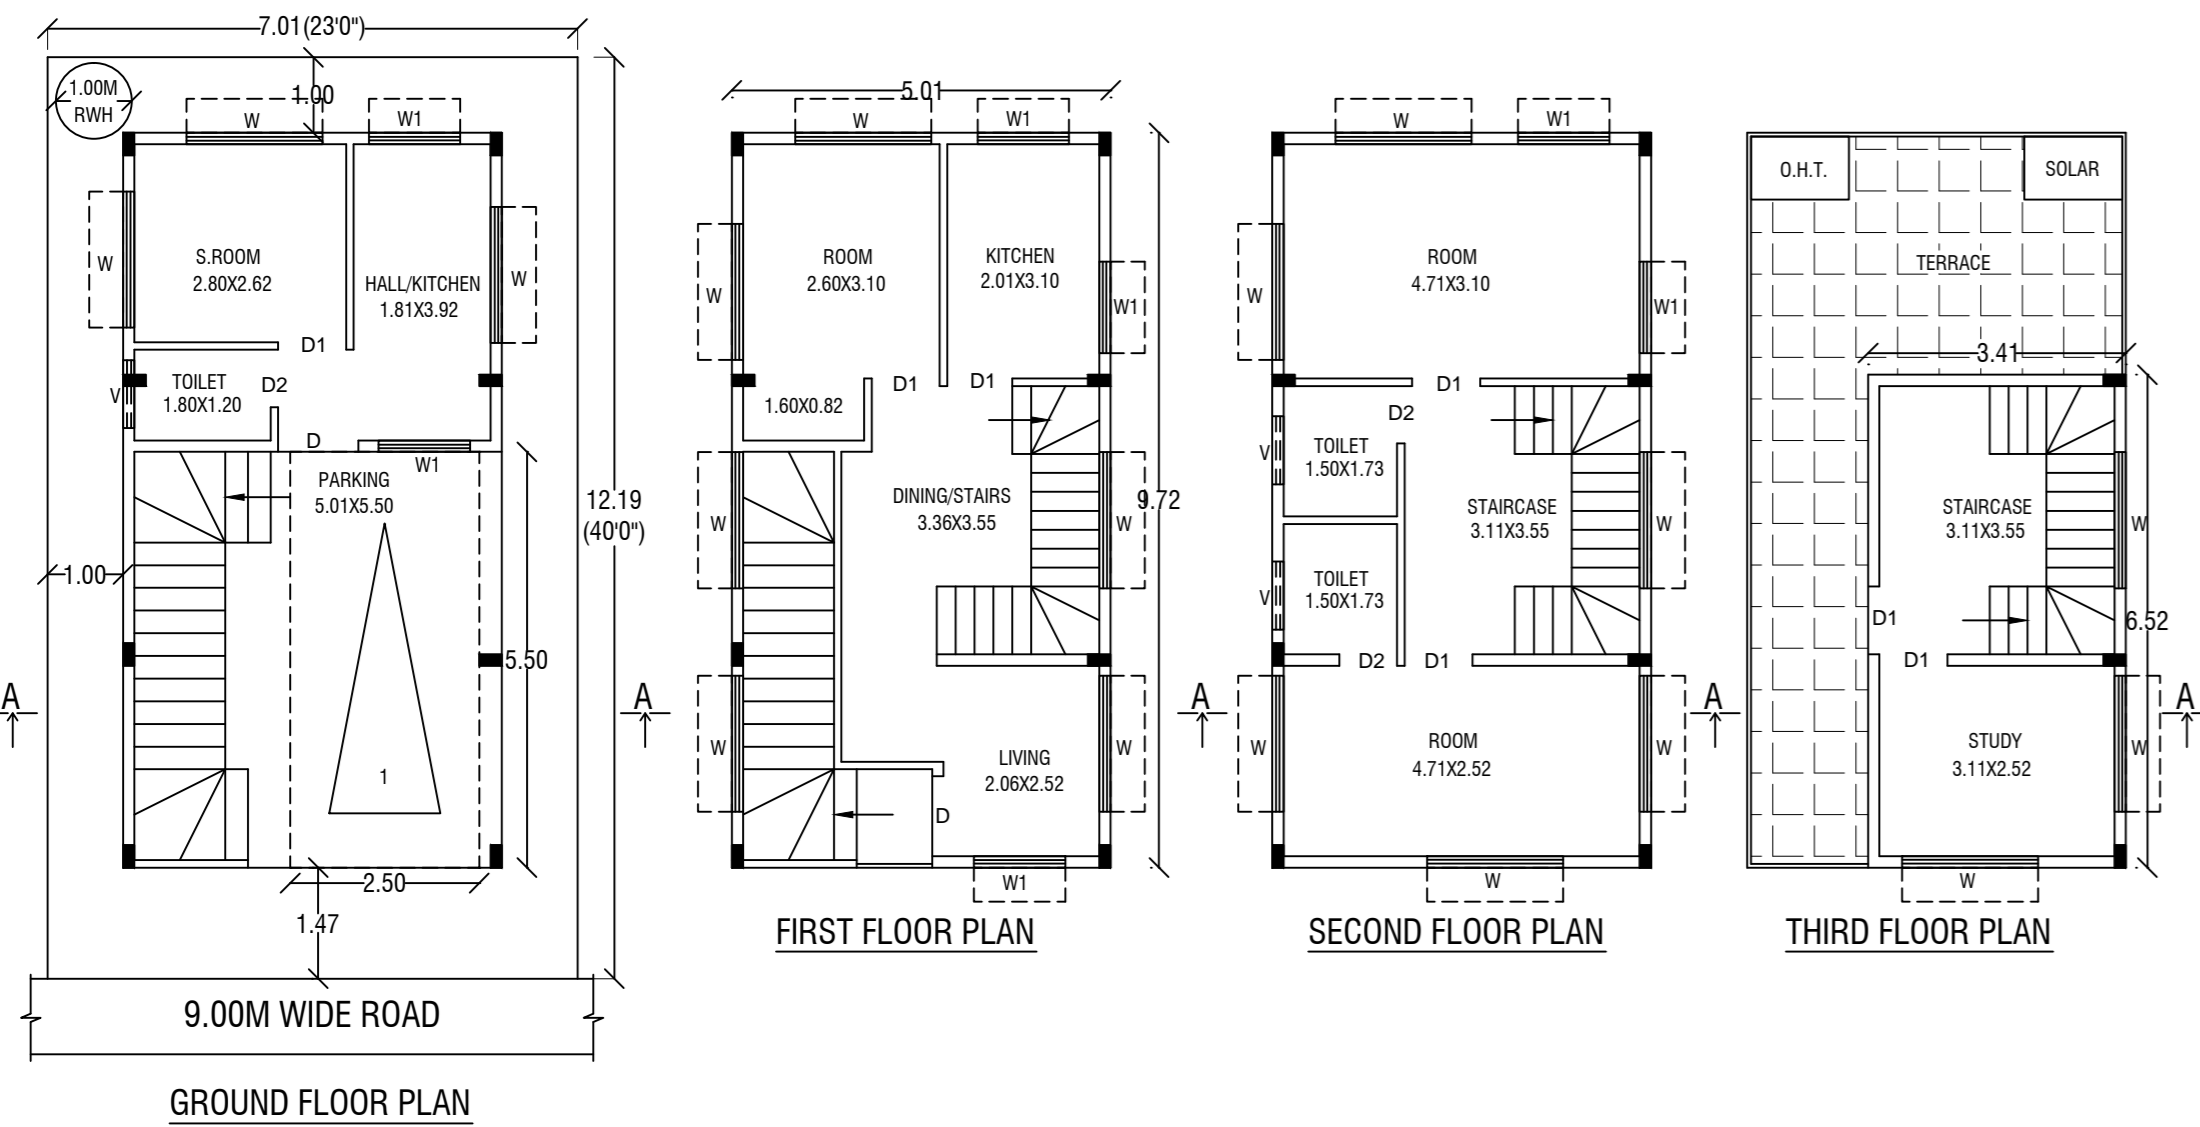 7.01(23'0")
1.00M
RWH
1.00
W
W1
W
S.ROOM
2.80X2.62
HALL/KITCHEN
1.81X3.92
W
D1
V
TOILET
1.80X1.20
D2
D
W1
PARKING
5.01X5.50
12.19
(40'0")
1.00
5.50
A
A
1
2.50
1.47
9.00M WIDE ROAD
GROUND FLOOR PLAN
5.01
W
W1
ROOM
2.60X3.10
KITCHEN
2.01X3.10
W
W1
D1
D1
1.60X0.82
DINING/STAIRS
3.36X3.55
W
W
9.72
W
LIVING
2.06X2.52
W
D
W1
FIRST FLOOR PLAN
W
W1
ROOM
4.71X3.10
W
W1
D1
D2
V
TOILET
1.50X1.73
STAIRCASE
3.11X3.55
W
V
TOILET
1.50X1.73
D2
D1
A
A
W
ROOM
4.71X2.52
W
W
SECOND FLOOR PLAN
O.H.T.
SOLAR
TERRACE
3.41
STAIRCASE
3.11X3.55
W
D1
6.52
D1
A
STUDY
3.11X2.52
W
W
THIRD FLOOR PLAN